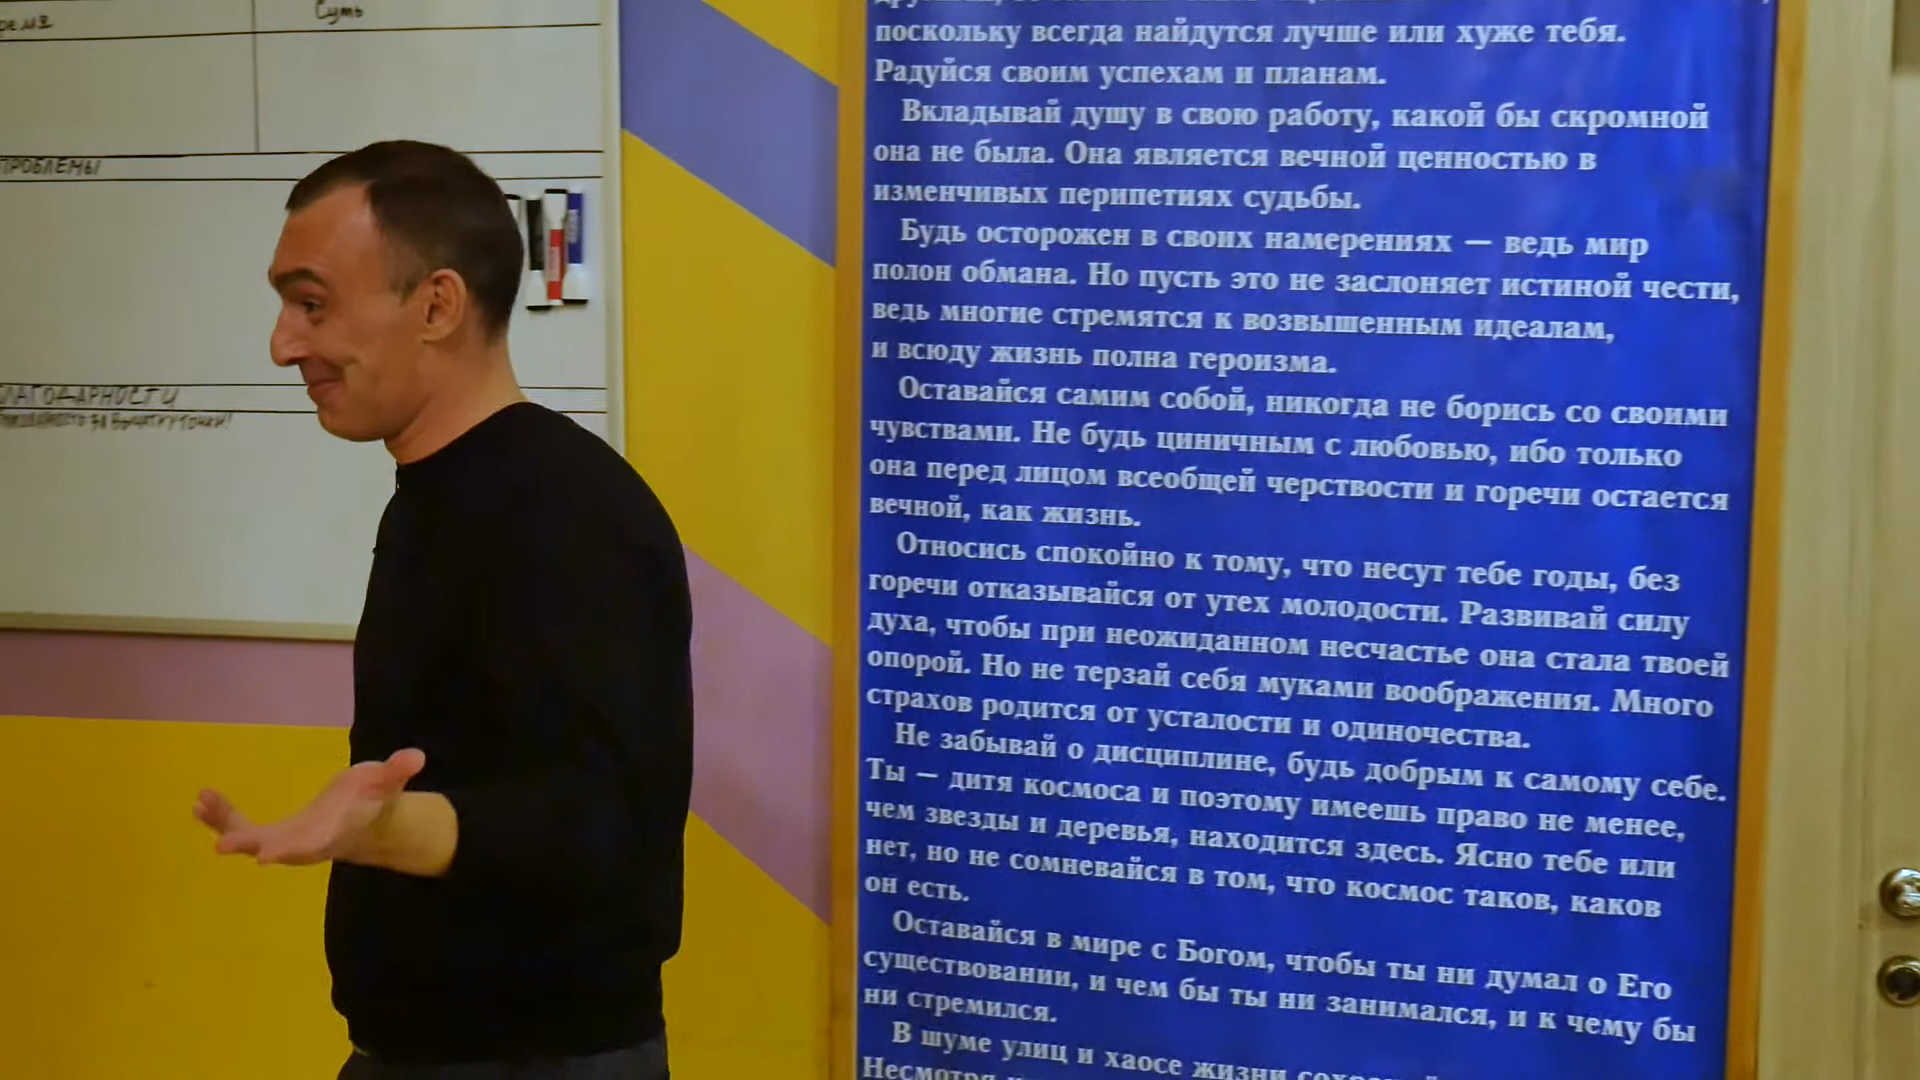 Суть
ПРОБЛЕМЫ
поскольку всегда найдутся лучше или хуже тебя.
Радуйся своим успехам и планам.
Вкладывай душу в свою работу, какой бы скромной
она не была. Она является вечной ценностью в
изменчивых перипетиях судьбы.
Будь осторожен в своих намерениях — ведь мир
полон обмана. Но пусть это не заслоняет истиной чести,
ведь многие стремятся к возвышенным идеалам,
и всюду жизнь полна героизма.
Оставайся самим собой, никогда не борись со своими
чувствами. Не будь циничным с любовью, ибо только
она перед лицом всеобщей черствости и горечи остается
вечной, как жизнь.
Относись спокойно к тому, что несут тебе годы, без
горечи отказывайся от утех молодости. Развивай силу
духа, чтобы при неожиданном несчастье она стала твоей
опорой. Но не терзай себя муками воображения. Много
страхов родится от усталости и одиночества.
Не забывай о дисциплине, будь добрым к самому себе.
Ты — дитя космоса и поэтому имеешь право не менее,
чем звезды и деревья, находится здесь. Ясно тебе или
нет, но не сомневайся в том, что космос таков, каков
он есть.
Оставайся в мире с Богом, чтобы ты ни думал о Его
существовании, и чем бы ты ни занимался, и к чему бы
ни стремился.
В шуме улиц и хаосе жизни